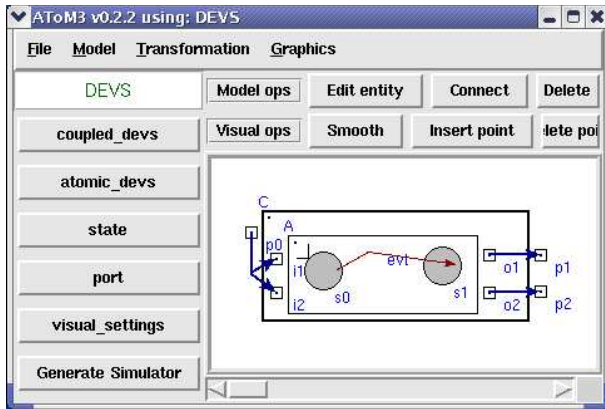 AToM3 v0.2.2 using: DEVS
File Model Transformation Graphics
DEVS Model ops Edit entity Connect Delete
coupled_devs Visual ops Smooth Insert point lete poi
atomic_devs
state
port
visual_settings
Generate Simulator
C
A
p0
i1
i2
s0
evt
s1
o1
o2
p1
p2